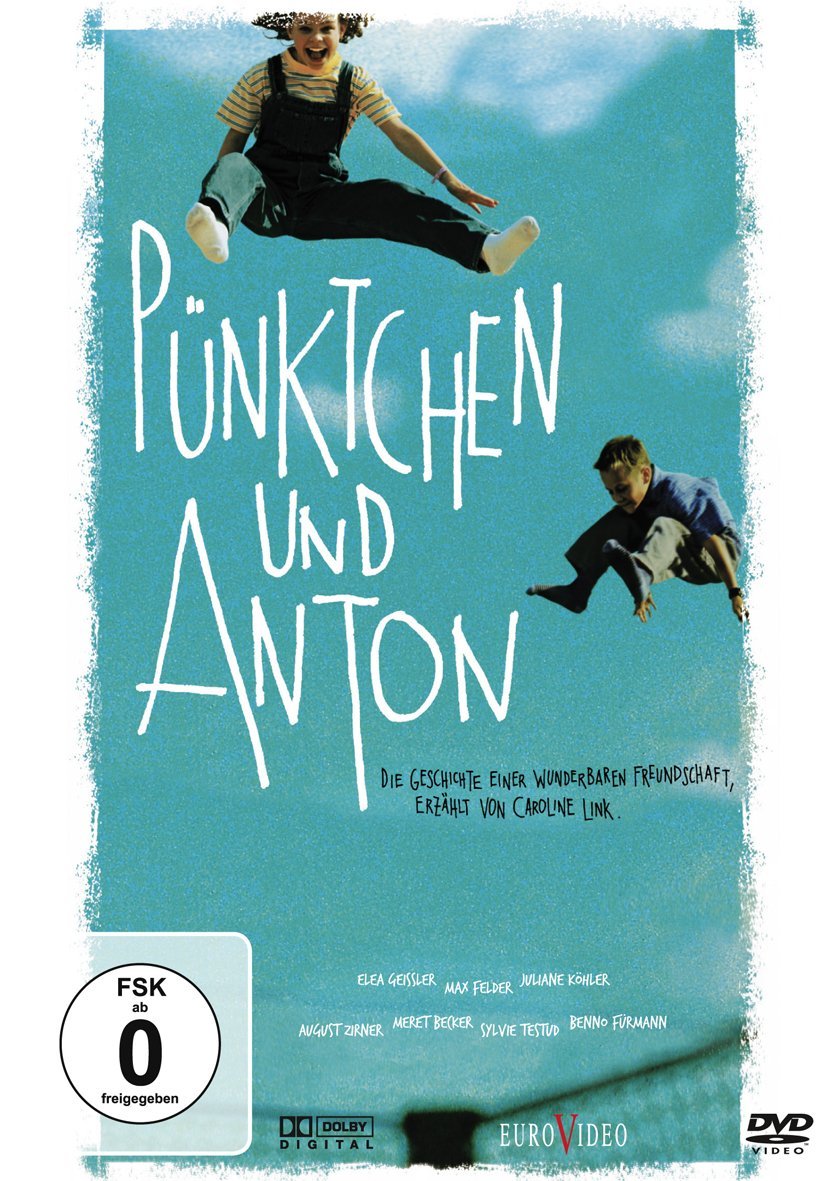 PÜNKTCHEN
UND
ANTON
DIE GESCHICHTE EINER WUNDERBAREN FREUNDSCHAFT,
ERZÄHLT VON CAROLINE LINK.
ELEA GEISSLER MAX FELDER JULIANE KÖHLER
AUGUST ZIRNER MERET BECKER SYLVIE TESTUD BENNO FÜRMANN
FSK
ab
0
freigegeben
DOLBY
DIGITAL
EUROVIDEO
DVD
VIDEO